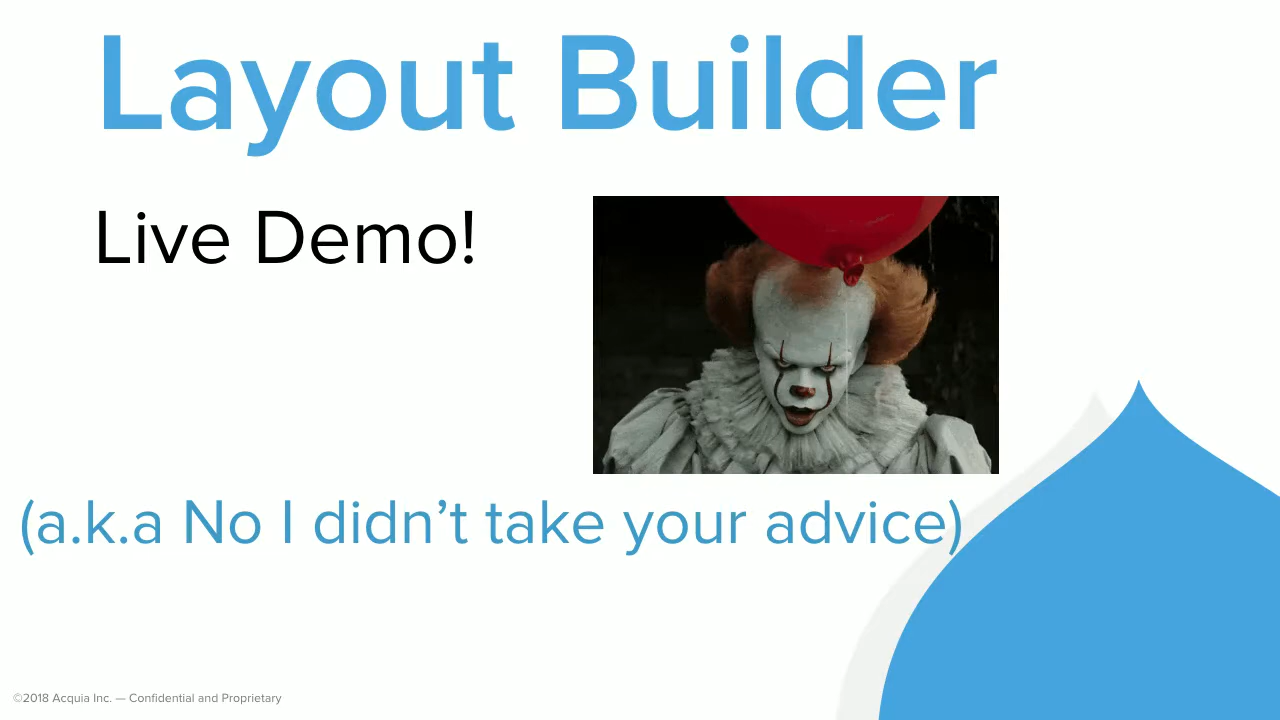 Layout Builder
Live Demo!
(a.k.a No I didn’t take your advice)
©2018 Acquia Inc. — Confidential and Proprietary